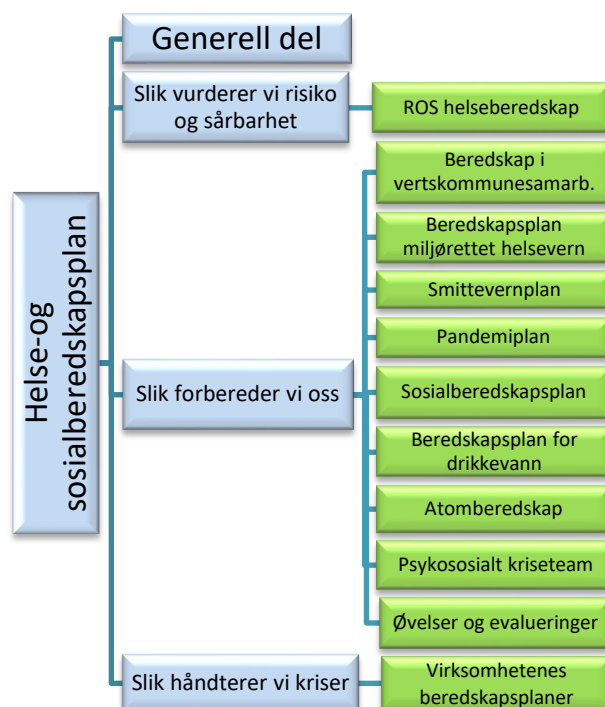 Helse-og
sosialberedskapsplan
Generell del
Slik vurderer vi risiko
og sårbarhet
ROS helseberedskap
Slik forbereder vi oss
Beredskap i
vertskommunesamarb.
Beredskapsplan
miljørettet helsevern
Smittevernplan
Pandemiplan
Sosialberedskapsplan
Beredskapsplan for
drikkevann
Atomberedskap
Psykososialt kriseteam
Øvelser og evalueringer
Slik håndterer vi kriser
Virksomhetenes
beredskapsplaner